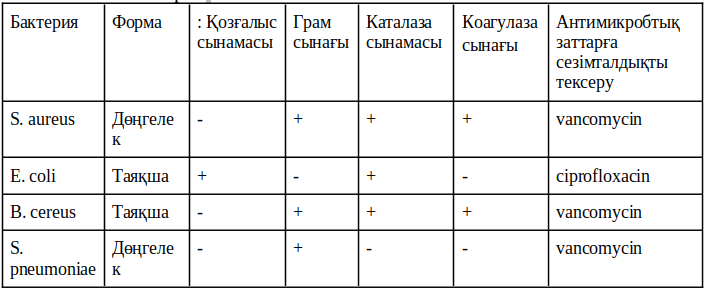 Бактерия Форма : Қозғалыс сынамасы Грам сынағы Каталаза сынамасы Коагулаза сынағы Антимикробтық заттарға сезімталдықты тексеру
S. aureus Дөңгелек - + + + vancomycin
E. coli Таяқша + - + - ciprofloxacin
B. cereus Таяқша - + + + vancomycin
S. pneumoniae Дөңгелек - + - - vancomycin